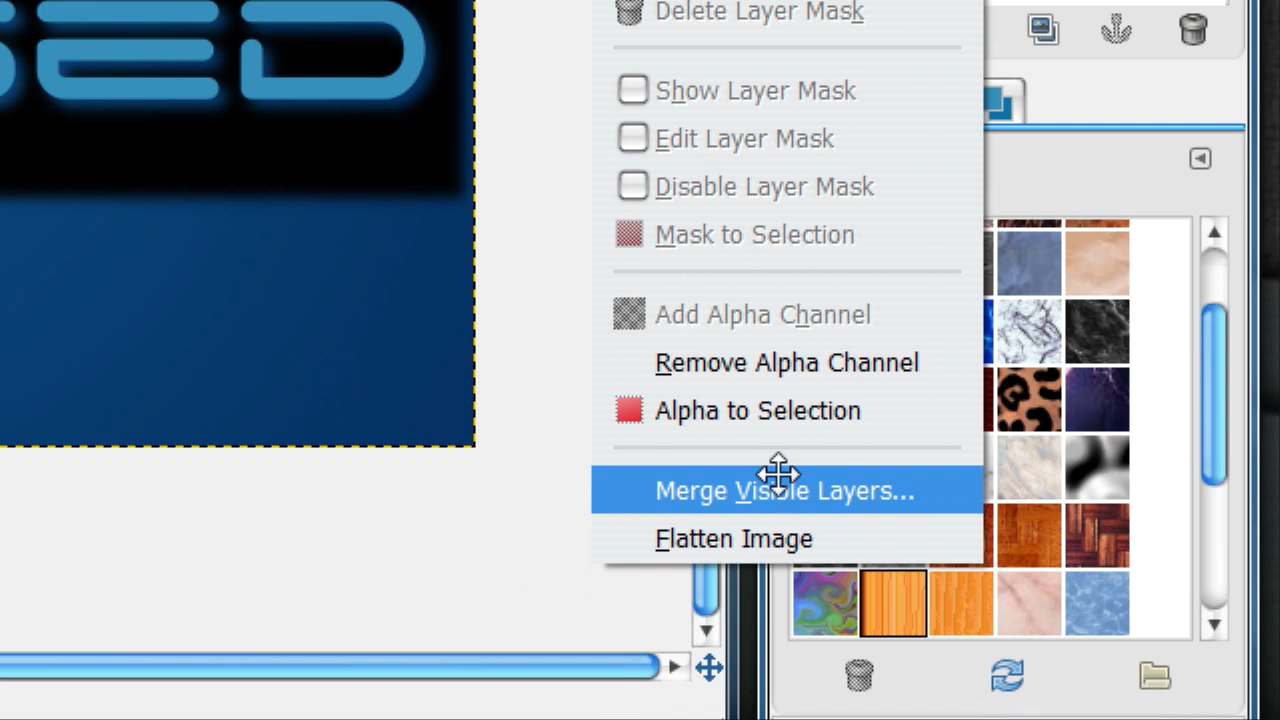 SED
Delete Layer Mask
Show Layer Mask
Edit Layer Mask
Disable Layer Mask
Mask to Selection
Add Alpha Channel
Remove Alpha Channel
Alpha to Selection
Merge Visible Layers...
Flatten Image